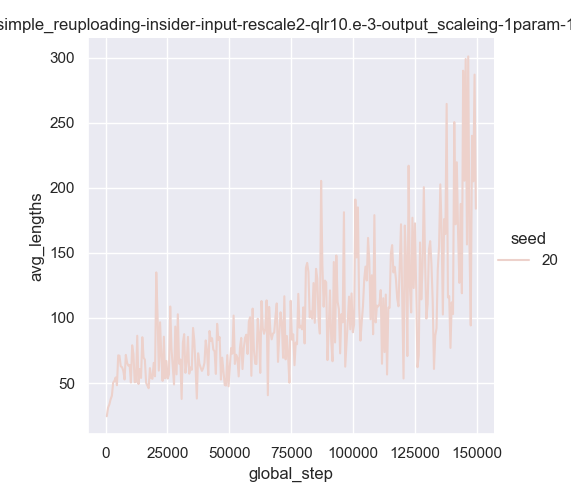 simple_reuploading-insider-input-rescale2-qlr10.e-3-output_scaleing-1param-1
300
250
200
150
100
50
avg_lengths
0 25000 50000 75000 100000 125000 150000
global_step
seed
20